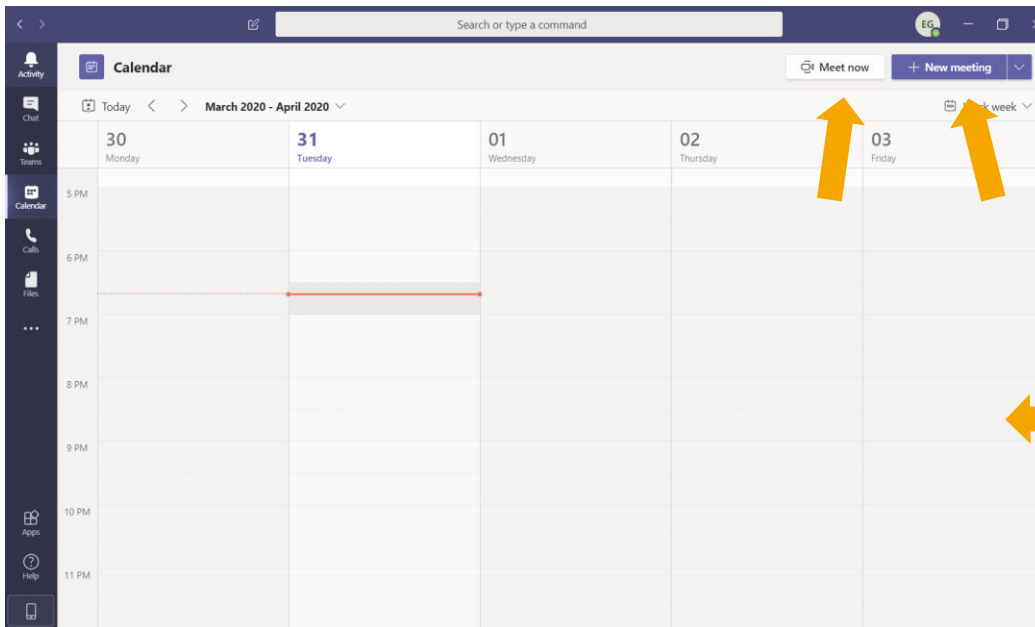 Search or type a command
EG
Activity
Calendar
Meet now
New meeting
Chat
Today
March 2020 - April 2020
week
Teams
30
Monday
31
Tuesday
01
Wednesday
02
Thursday
03
Friday
Calendar
Calls
Files
5 PM
6 PM
7 PM
8 PM
9 PM
10 PM
11 PM
Apps
Help